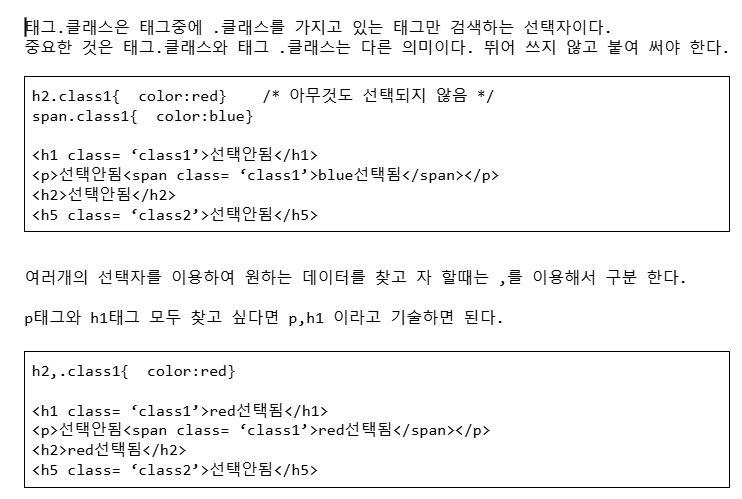 태그.클래스은 태그중에 .클래스를 가지고 있는 태그만 검색하는 선택자이다.
중요한 것은 태그.클래스와 태그 .클래스는 다른 의미이다. 뛰어 쓰지 않고 붙여 써야 한다.
h2.class1{  color:red}    /* 아무것도 선택되지 않음 */
span.class1{  color:blue}
<h1 class= ‘class1’>선택안됨</h1>
<p>선택안됨<span class= ‘class1’>blue선택됨</span></p>
<h2>선택안됨</h2>
<h5 class= ‘class2’>선택안됨</h5>
여러개의 선택자를 이용하여 원하는 데이터를 찾고 자 할때는 ,를 이용해서 구분 한다.
p태그와 h1태그 모두 찾고 싶다면 p,h1 이라고 기술하면 된다.
h2,.class1{  color:red}
<h1 class= ‘class1’>red선택됨</h1>
<p>선택안됨<span class= ‘class1’>red선택됨</span></p>
<h2>red선택됨</h2>
<h5 class= ‘class2’>선택안됨</h5>